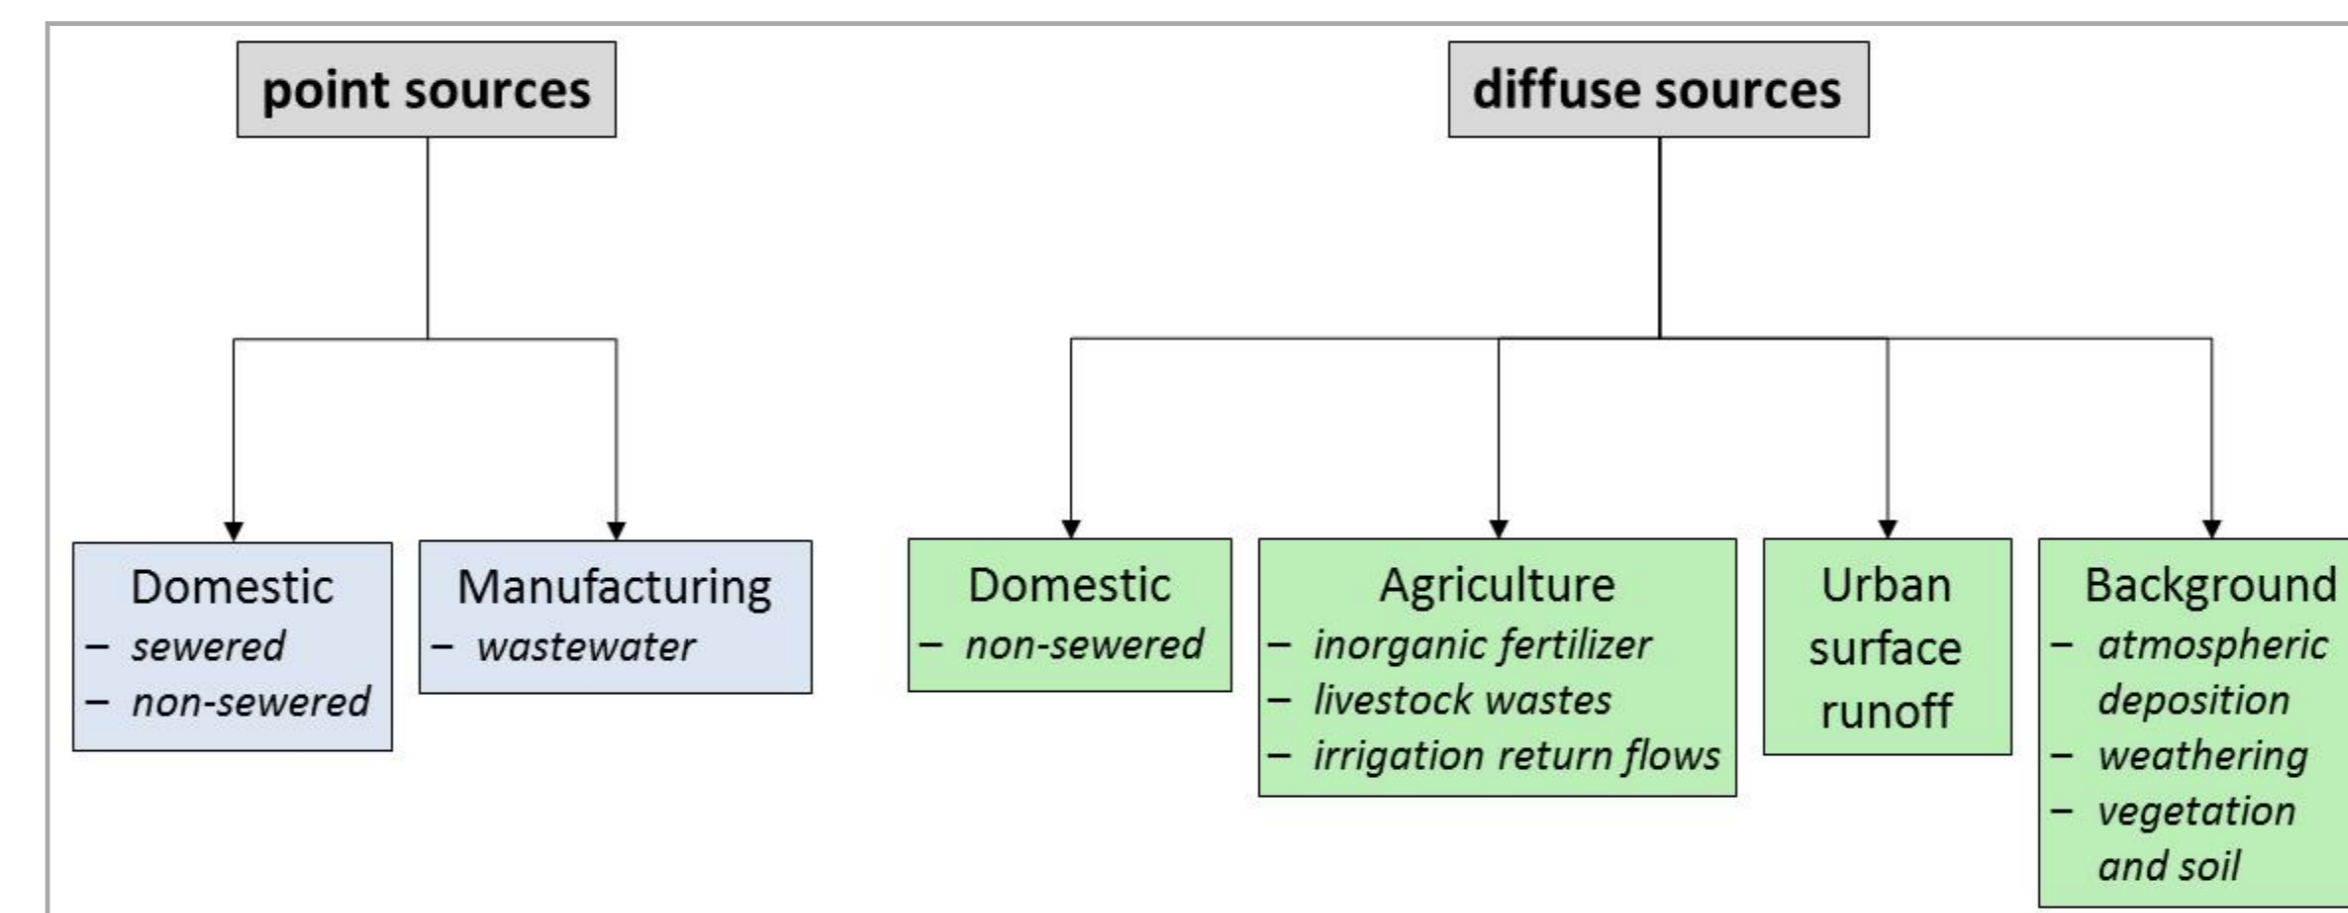 point sources
diffuse sources
Domestic
– sewered
– non-sewered
Manufacturing
– wastewater
Domestic
– non-sewered
Agriculture
– inorganic fertilizer
– livestock wastes
– irrigation return flows
Urban
surface
runoff
Background
– atmospheric
deposition
– weathering
– vegetation
and soil